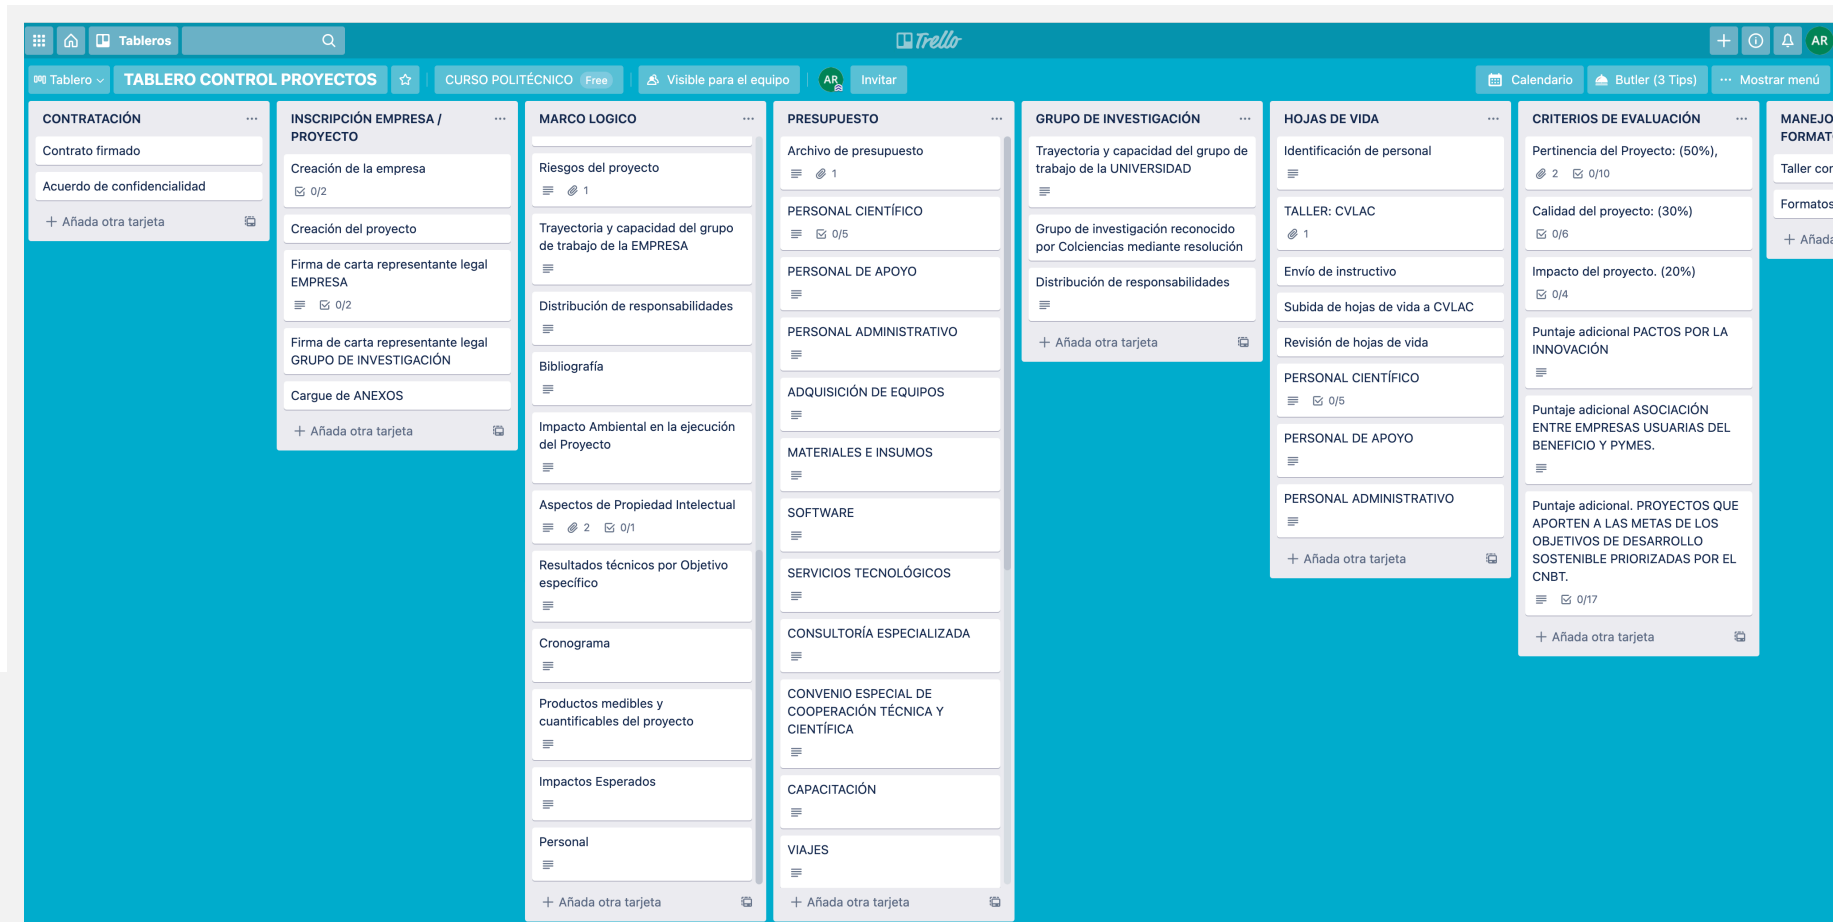 Tableros
Trello
AR
Tablero
TABLERO CONTROL PROYECTOS
CURSO POLITÉCNICO Free
Visible para el equipo
AR
Invitar
Calendario
Butler (3 Tips)
Mostrar menú
CONTRATACIÓN
Contrato firmado
Acuerdo de confidencialidad
+ Añada otra tarjeta
INSCRIPCIÓN EMPRESA /
PROYECTO
Creación de la empresa
0/2
Creación del proyecto
Firma de carta representante legal
EMPRESA
0/2
Firma de carta representante legal
GRUPO DE INVESTIGACIÓN
Cargue de ANEXOS
+ Añada otra tarjeta
MARCO LOGICO
Riesgos del proyecto
1
Trayectoria y capacidad del grupo
de trabajo de la EMPRESA
Distribución de responsabilidades
Bibliografía
Impacto Ambiental en la ejecución
del Proyecto
Aspectos de Propiedad Intelectual
2 0/1
Resultados técnicos por Objetivo
específico
Cronograma
Productos medibles y
cuantificables del proyecto
Impactos Esperados
Personal
+ Añada otra tarjeta
PRESUPUESTO
Archivo de presupuesto
1
PERSONAL CIENTÍFICO
0/5
PERSONAL DE APOYO
PERSONAL ADMINISTRATIVO
ADQUISICIÓN DE EQUIPOS
MATERIALES E INSUMOS
SOFTWARE
SERVICIOS TECNOLÓGICOS
CONSULTORÍA ESPECIALIZADA
CONVENIO ESPECIAL DE
COOPERACIÓN TÉCNICA Y
CIENTÍFICA
CAPACITACIÓN
VIAJES
+ Añada otra tarjeta
GRUPO DE INVESTIGACIÓN
Trayectoria y capacidad del grupo de
trabajo de la UNIVERSIDAD
Grupo de investigación reconocido
por Colciencias mediante resolución
Distribución de responsabilidades
+ Añada otra tarjeta
HOJAS DE VIDA
Identificación de personal
TALLER: CVLAC
1
Envío de instructivo
Subida de hojas de vida a CVLAC
Revisión de hojas de vida
PERSONAL CIENTÍFICO
0/5
PERSONAL DE APOYO
PERSONAL ADMINISTRATIVO
+ Añada otra tarjeta
CRITERIOS DE EVALUACIÓN
Pertinencia del Proyecto: (50%),
2 0/10
Calidad del proyecto: (30%)
0/6
Impacto del proyecto. (20%)
0/4
Puntaje adicional PACTOS POR LA
INNOVACIÓN
Puntaje adicional ASOCIACIÓN
ENTRE EMPRESAS USUARIAS DEL
BENEFICIO Y PYMES.
Puntaje adicional. PROYECTOS QUE
APORTEN A LAS METAS DE LOS
OBJETIVOS DE DESARROLLO
SOSTENIBLE PRIORIZADAS POR EL
CNBT.
0/17
+ Añada otra tarjeta
MANEJO
FORMAT
Taller cor
Formatos
+ Añada